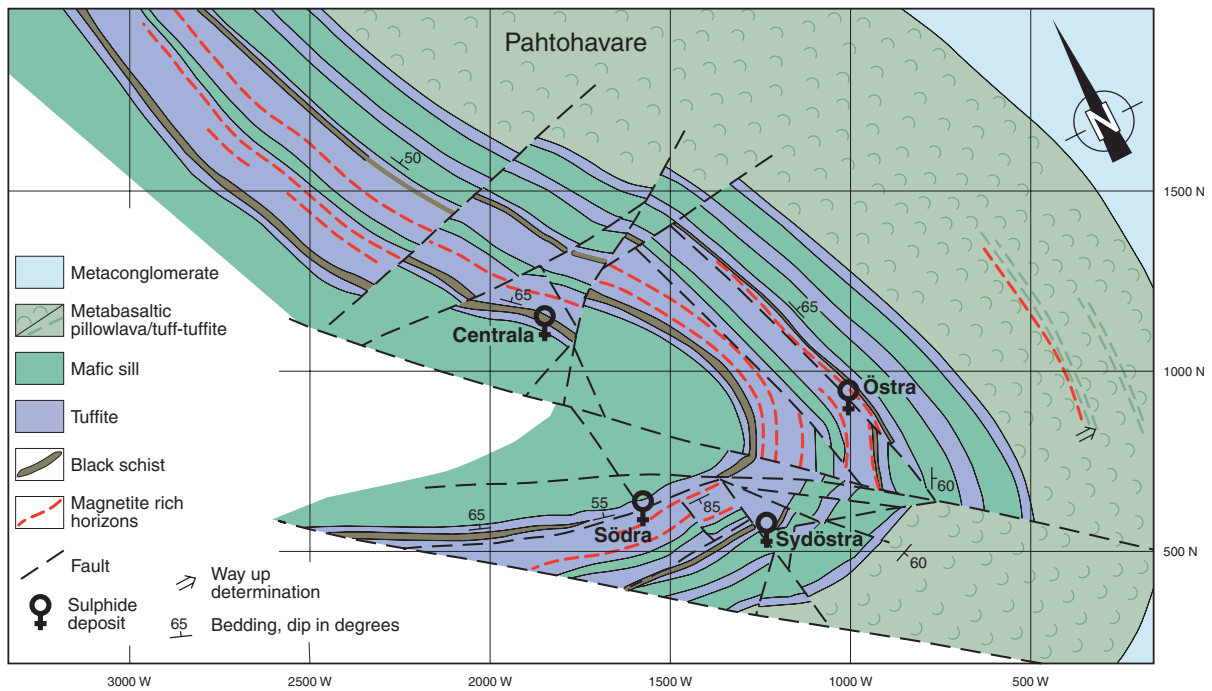 Pahtohavare
N
50
1500 N
65
65
Centrala
Östra
1000 N
60
55
85
65
Södra
Sydöstra
60
500 N
Metaconglomerate
Metabasaltic
pillowlava/tuff-tuffite
Mafic sill
Tuffite
Black schist
Magnetite rich
horizons
Fault
Sulphide
deposit
Way up
determination
65
Bedding, dip in degrees
3000 W
2500 W
2000 W
1500 W
1000 W
500 W